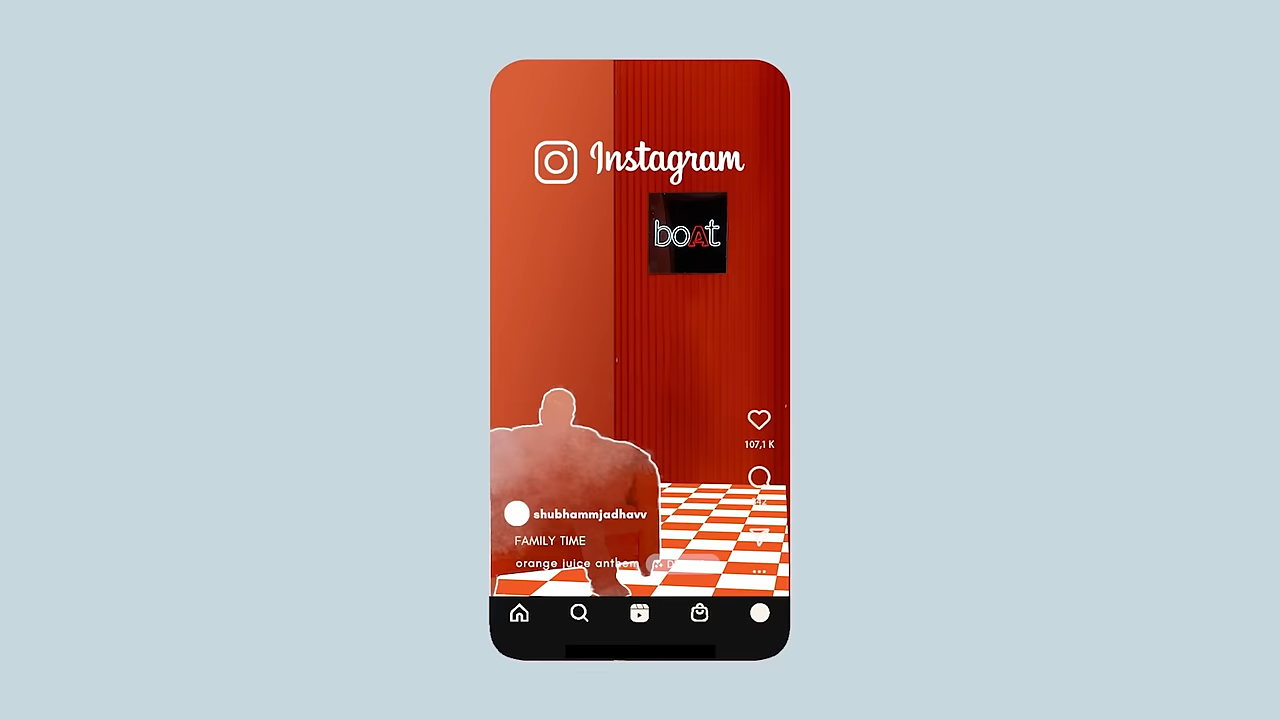 Instagram
boAt
107,1 K
shubhammjadhavv
FAMILY TIME
orange juice anthem